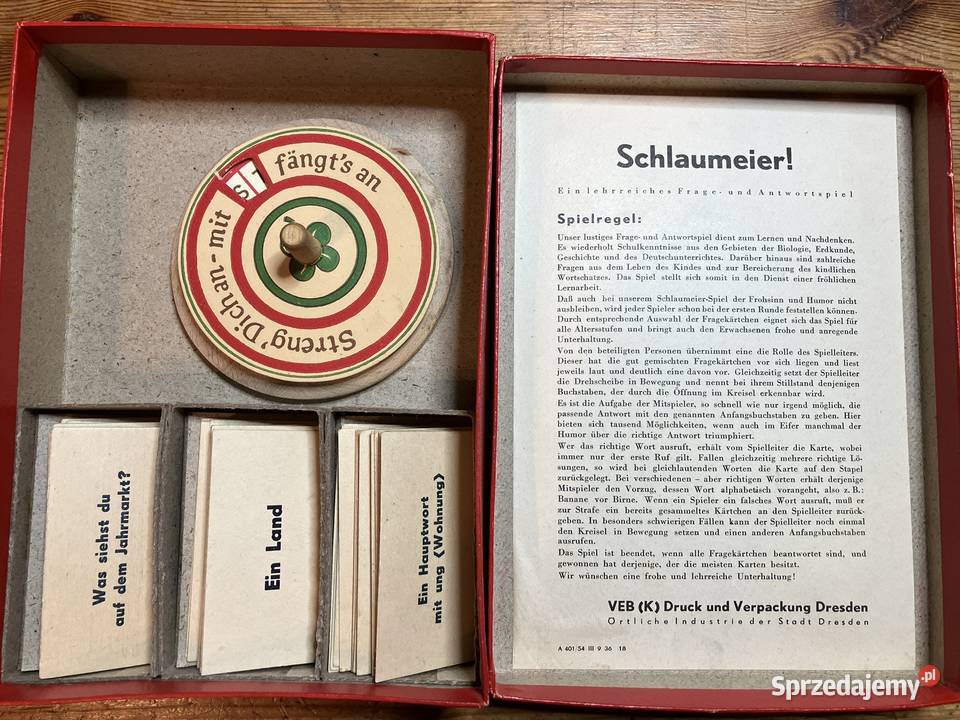 Streng' Dich an - mit
fängt's an
Was siehst du
auf dem Jahrmarkt?
Ein Land
Ein Hauptwort
mit ung (Wohnung)
Schlaumeier!
Ein lehrreiches Frage- und Antwortspiel
Spielregel:
Unser lustiges Frage- und Antwortspiel dient zum Lernen und Nachdenken.
Es wiederholt Schulkenntnisse aus den Gebieten der Biologie, Erdkunde,
Geschichte und des Deutschunterrichtes. Darüber hinaus sind zahlreiche
Fragen aus dem Leben des Kindes und zur Bereicherung des kindlichen
Wortschatzes. Das Spiel stellt sich somit in den Dienst einer fröhlichen
Lernarbeit.
Daß auch bei unserem Schlaumeier-Spiel der Frohsinn und Humor nicht
ausbleiben, wird jeder Spieler schon bei der ersten Runde feststellen können.
Durch entsprechende Auswahl der Fragekärtchen eignet sich das Spiel für
alle Altersstufen und bringt auch den Erwachsenen frohe und anregende
Unterhaltung.
Von den beteiligten Personen übernimmt eine die Rolle des Spielleiters.
Dieser hat die gut gemischten Fragekärtchen vor sich liegen und liest
jeweils laut und deutlich eine davon vor. Gleichzeitig setzt der Spielleiter
die Drehscheibe in Bewegung und nennt bei ihrem Stillstand denjenigen
Buchstaben, der durch die Öffnung im Kreisel erkennbar wird.
Es ist die Aufgabe der Mitspieler, so schnell wie nur irgend möglich, die
passende Antwort mit den genannten Anfangsbuchstaben zu geben. Hier
bieten sich tausend Möglichkeiten, wenn auch im Eifer manchmal der
Humor über die richtige Antwort triumphiert.
Wer das richtige Wort ausruft, erhält vom Spielleiter die Karte, wobei
immer nur der erste Ruf gilt. Fallen gleichzeitig mehrere richtige Lö-
sungen, so wird bei gleichlautenden Worten die Karte auf den Stapel
zurückgelegt. Bei verschiedenen – aber richtigen Worten erhält derjenige
Mitspieler den Vorzug, dessen Wort alphabetisch vorangeht, also z. B.:
Banane vor Birne. Wenn ein Spieler ein falsches Wort ausruft, muß er
zur Strafe ein bereits gesammeltes Kärtchen an den Spielleiter zurück-
geben. In besonders schwierigen Fällen kann der Spielleiter noch einmal
den Kreisel in Bewegung setzen und einen anderen Anfangsbuchstaben
ausrufen.
Das Spiel ist beendet, wenn alle Fragekärtchen beantwortet sind, und
gewonnen hat derjenige, der die meisten Karten besitzt.
Wir wünschen eine frohe und lehrreiche Unterhaltung!
VEB (K) Druck und Verpackung Dresden
Örtliche Industrie der Stadt Dresden
A 401/54 III 9 36 18
Sprzedajemy.pl